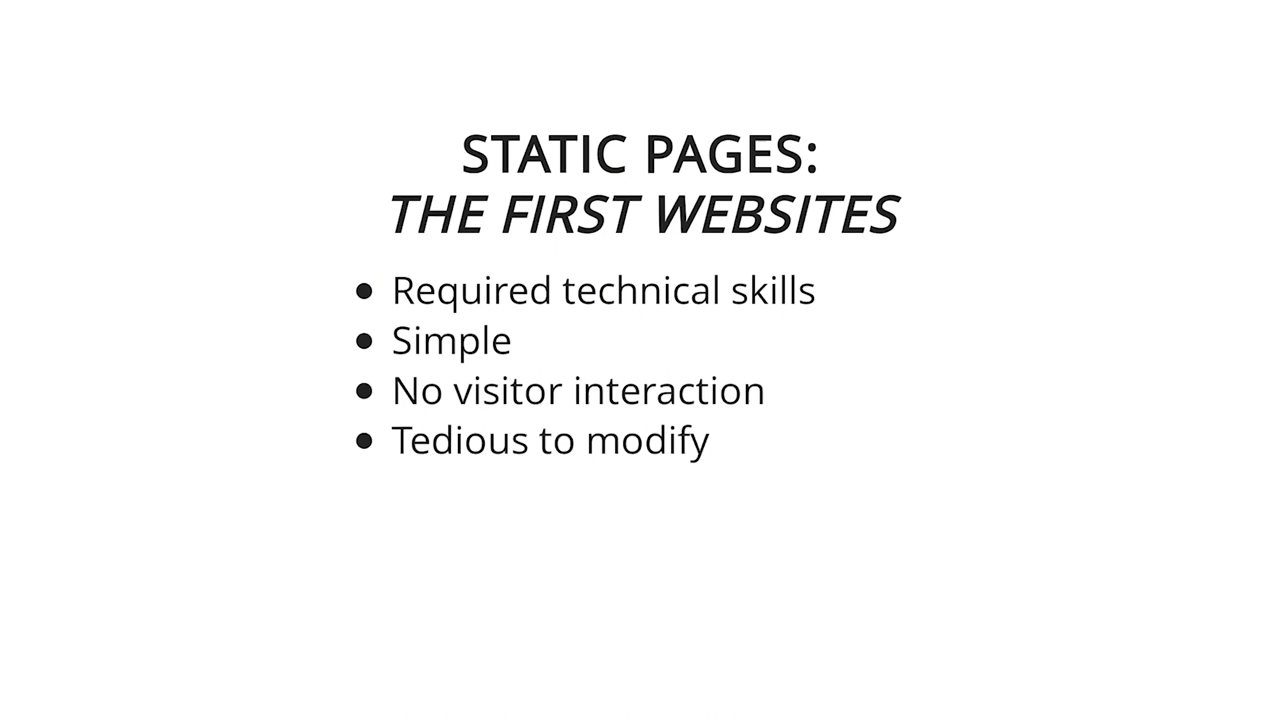 STATIC PAGES:
THE FIRST WEBSITES
• Required technical skills
• Simple
• No visitor interaction
• Tedious to modify